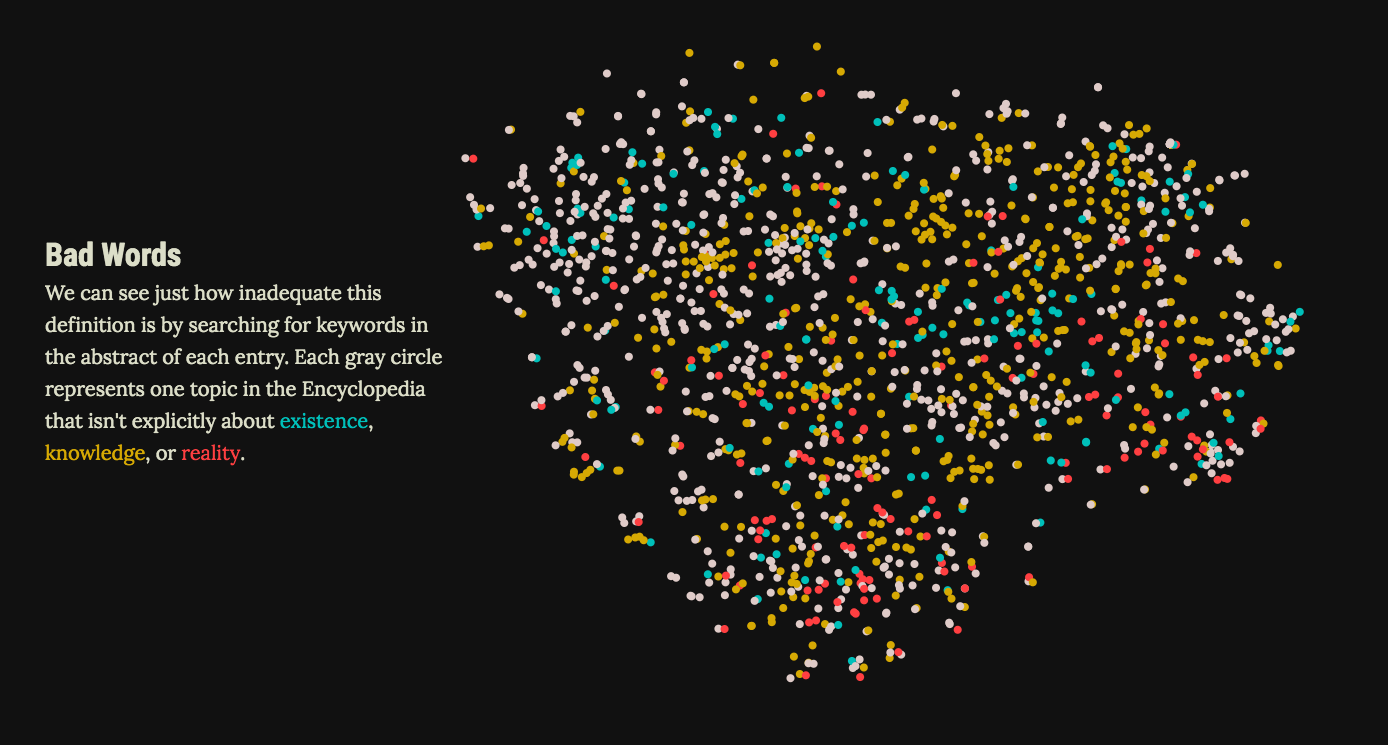 Bad Words
We can see just how inadequate this
definition is by searching for keywords in
the abstract of each entry. Each gray circle
represents one topic in the Encyclopedia
that isn't explicitly about existence,
knowledge, or reality.